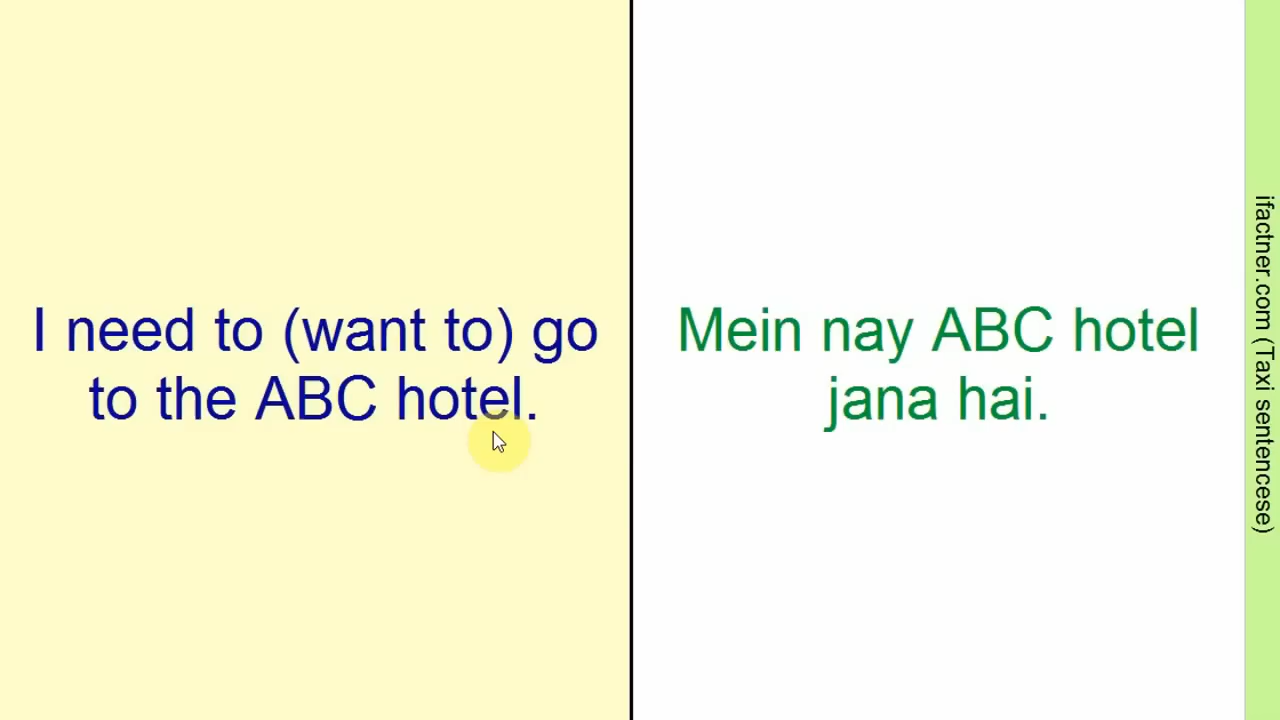 I need to (want to) go
to the ABC hotel.
Mein nay ABC hotel
jana hai.
ifactner.com (Taxi sentencese)